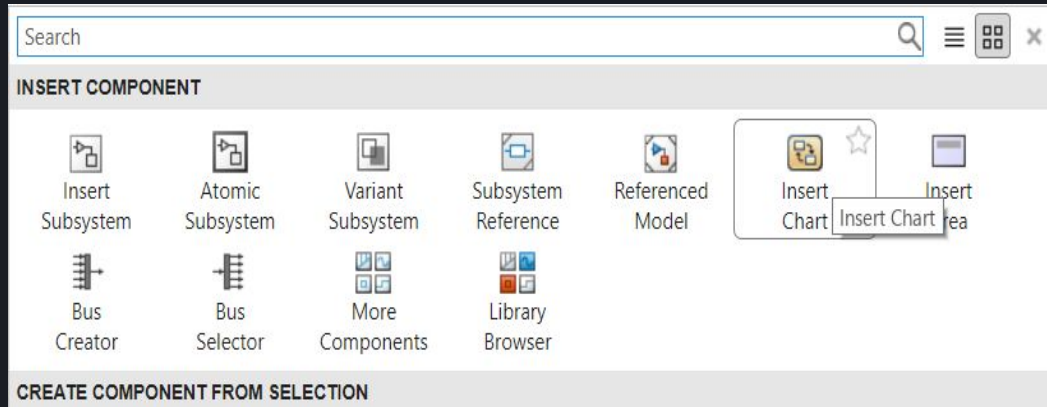 Search
INSERT COMPONENT
Insert Subsystem
Atomic Subsystem
Variant Subsystem
Subsystem Reference
Referenced Model
Insert Chart
Insert Chart
Insert rea
Bus Creator
Bus Selector
More Components
Library Browser
CREATE COMPONENT FROM SELECTION